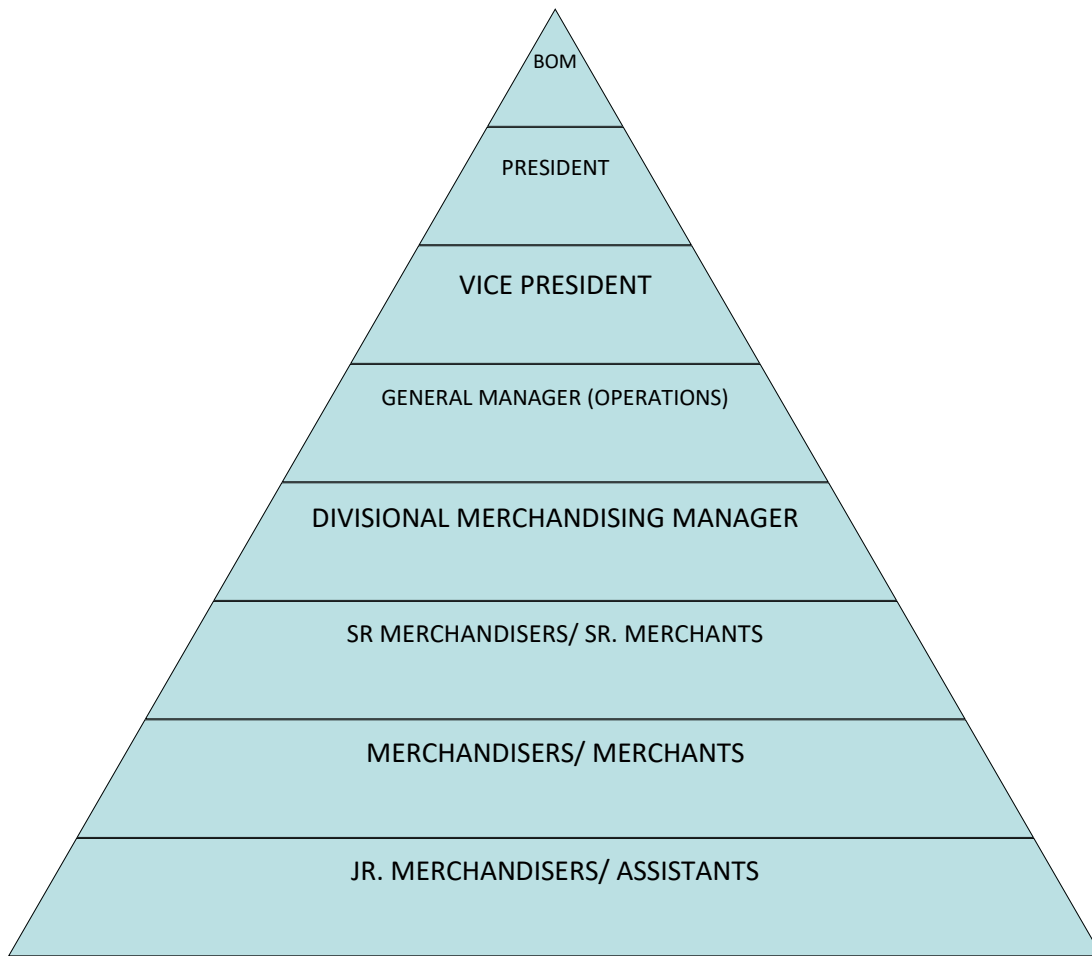 BOM
PRESIDENT
VICE PRESIDENT
GENERAL MANAGER (OPERATIONS)
DIVISIONAL MERCHANDISING MANAGER
SR MERCHANDISERS/ SR. MERCHANTS
MERCHANDISERS/ MERCHANTS
JR. MERCHANDISERS/ ASSISTANTS